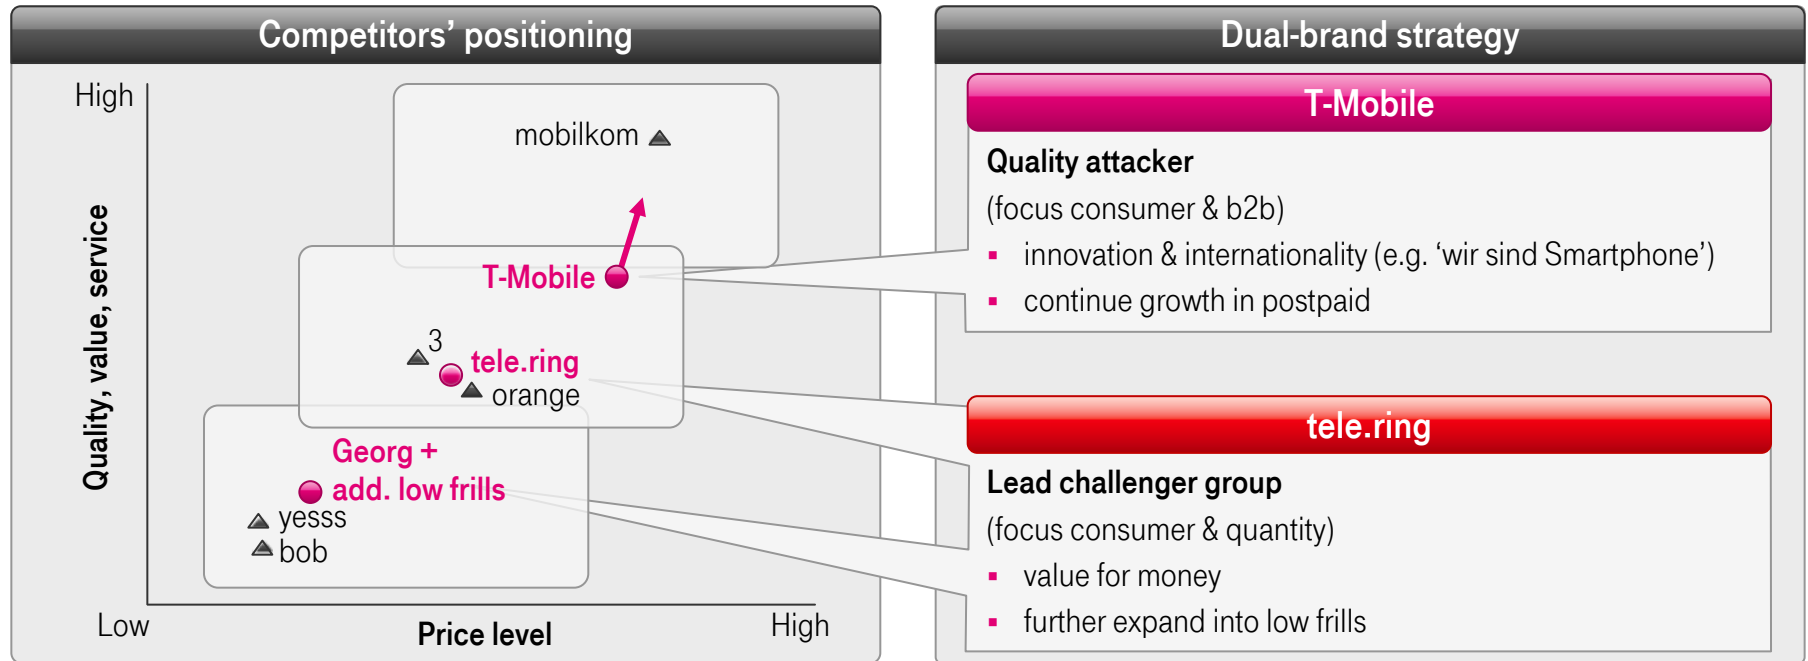 Competitors’ positioning
High
Quality, value, service
mobilkom
T-Mobile
3
tele.ring
orange
Georg +
add. low frills
yesss
bob
Low
Price level
High
Dual-brand strategy
T-Mobile
Quality attacker
(focus consumer & b2b)
▪ innovation & internationality (e.g. ‘wir sind Smartphone’)
▪ continue growth in postpaid
tele.ring
Lead challenger group
(focus consumer & quantity)
▪ value for money
▪ further expand into low frills